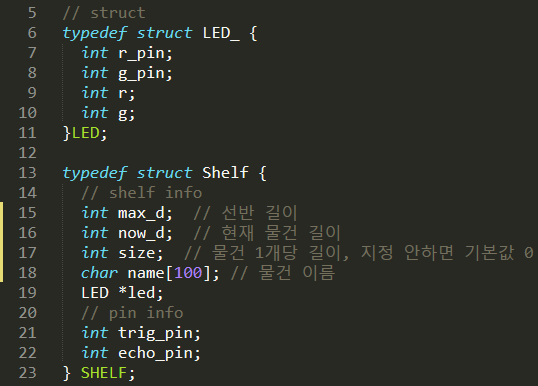 5 // struct
6 typedef struct LED_ {
7 int r_pin;
8 int g_pin;
9 int r;
10 int g;
11 }LED;
12
13 typedef struct Shelf {
14 // shelf info
15 int max_d; // 선반 길이
16 int now_d; // 현재 물건 길이
17 int size; // 물건 1개당 길이, 지정 안하면 기본값 0
18 char name[100]; // 물건 이름
19 LED *led;
20 // pin info
21 int trig_pin;
22 int echo_pin;
23 } SHELF;